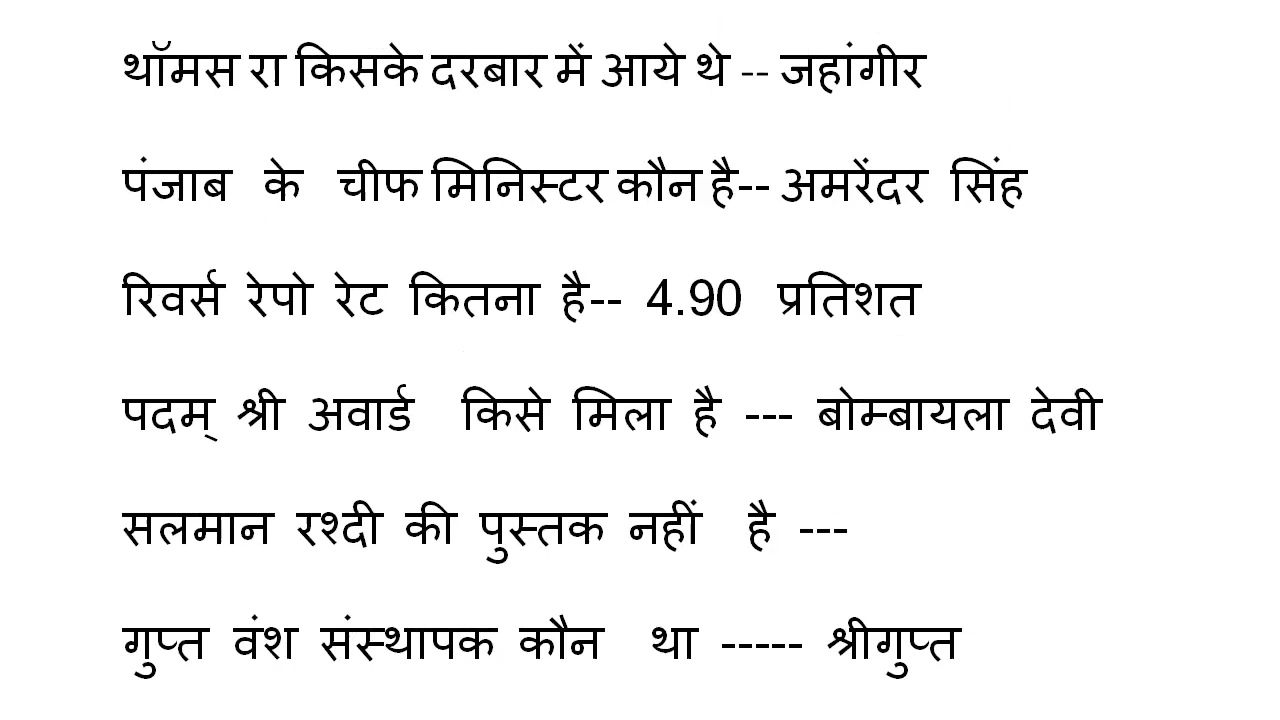 थॉमस रा किसके दरबार में आये थे -- जहांगीर
पंजाब के चीफ मिनिस्टर कौन है-- अमरेंदर सिंह
रिवर्स रेपो रेट कितना है-- 4.90 प्रतिशत
पदम् श्री अवार्ड किसे मिला है --- बोम्बायला देवी
सलमान रश्दी की पुस्तक नहीं है ---
गुप्त वंश संस्थापक कौन था ----- श्रीगुप्त